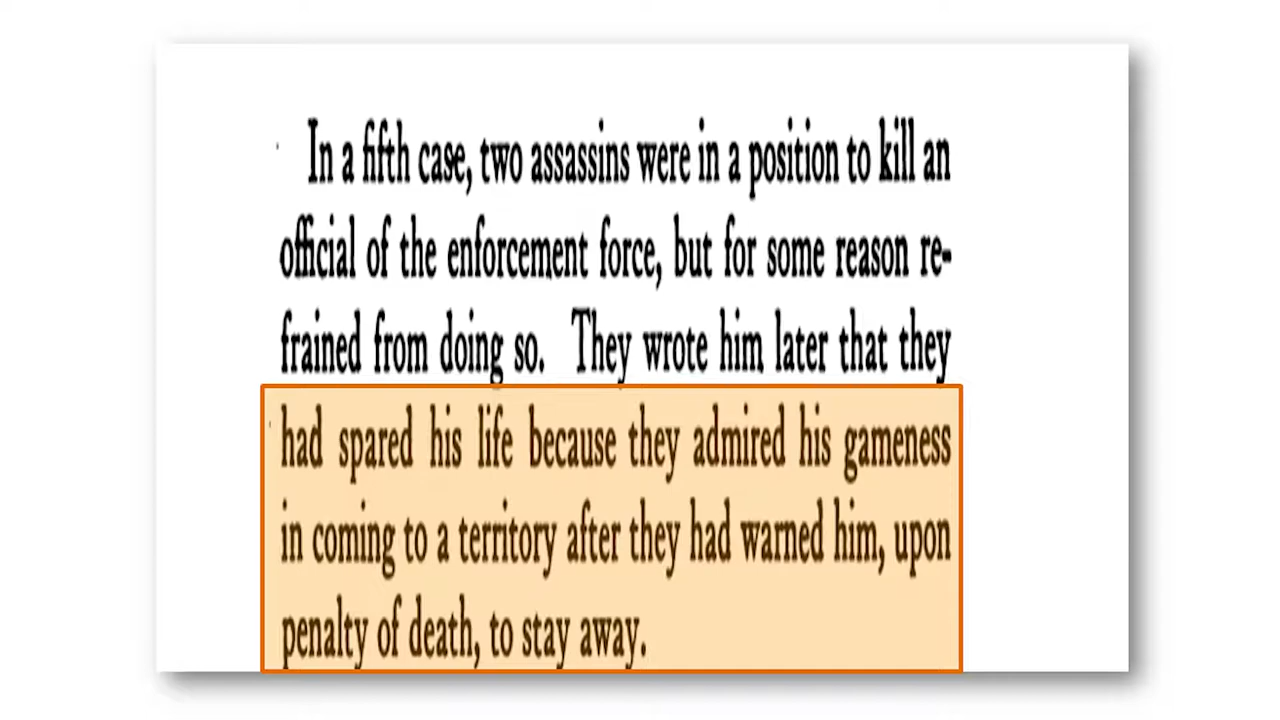 In a fifth case, two assassins were in a position to kill an
official of the enforcement force, but for some reason re-
frained from doing so. They wrote him later that they
had spared his life because they admired his gameness
in coming to a territory after they had warned him, upon
penalty of death, to stay away.